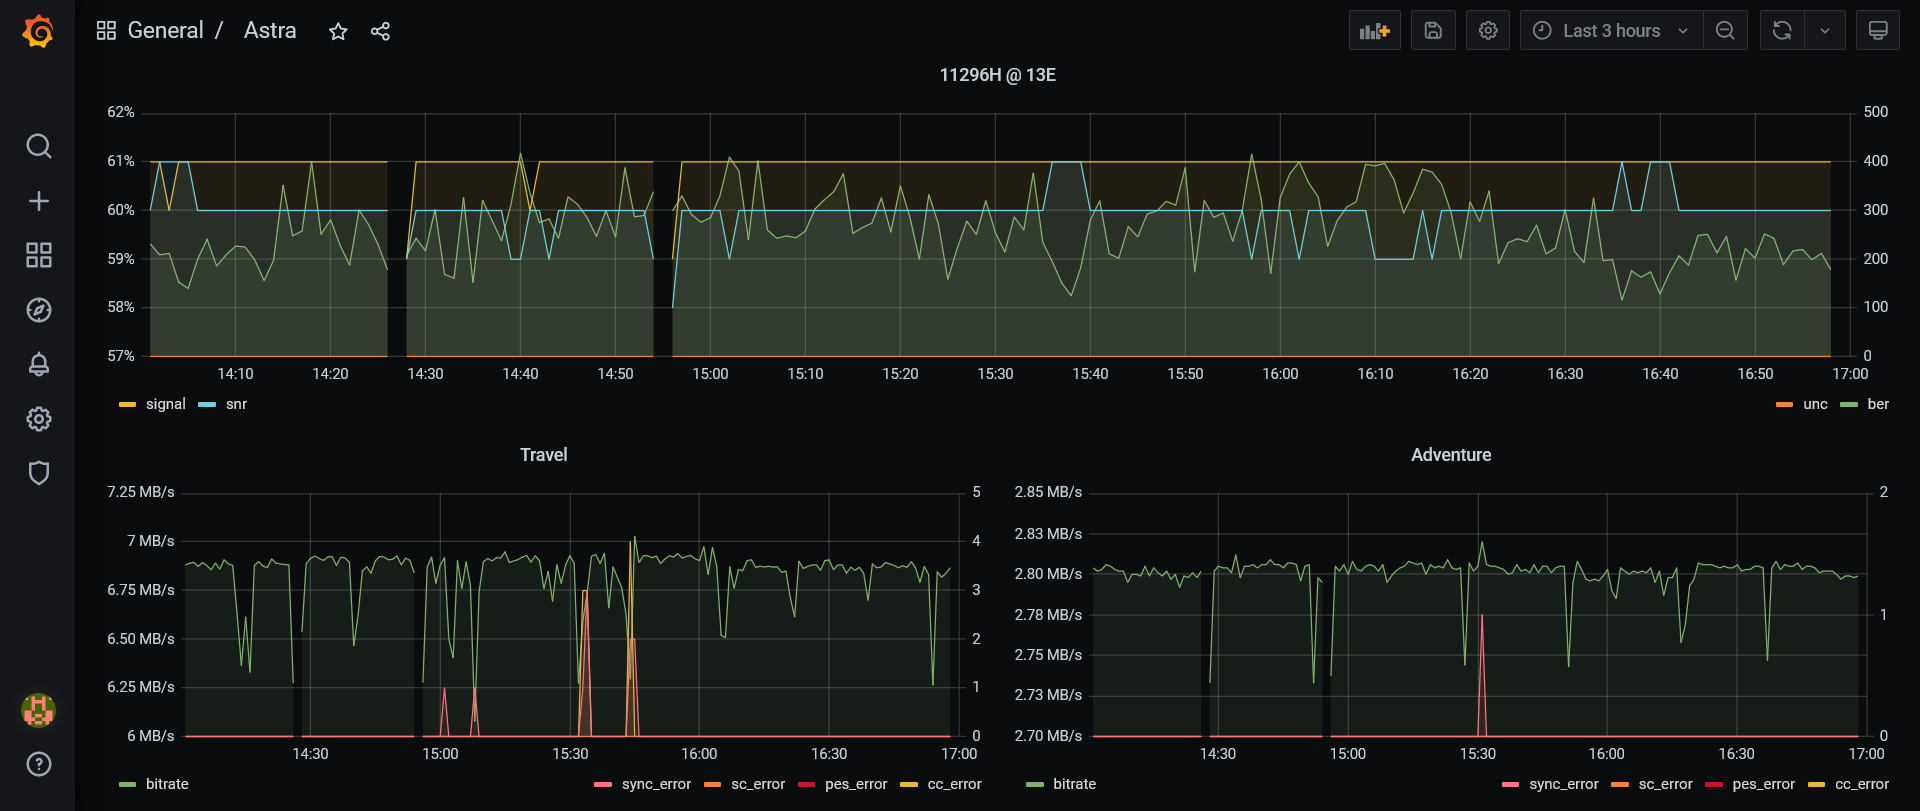 General / Astra
Last 3 hours
11296H @ 13E
62% 500
61% 400
60% 300
59% 200
58% 100
57% 0
14:10 14:20 14:30 14:40 14:50 15:00 15:10 15:20 15:30 15:40 15:50 16:00 16:10 16:20 16:30 16:40 16:50 17:00
signal snr unc ber
Travel
7.25 MB/s 5
7 MB/s 4
6.75 MB/s 3
6.50 MB/s 2
6.25 MB/s 1
6 MB/s 0
14:30 15:00 15:30 16:00 16:30 17:00
bitrate sync_error sc_error pes_error cc_error
Adventure
2.85 MB/s 2
2.83 MB/s
2.80 MB/s
2.78 MB/s 1
2.75 MB/s
2.73 MB/s
2.70 MB/s 0
14:30 15:00 15:30 16:00 16:30 17:00
bitrate sync_error sc_error pes_error cc_error